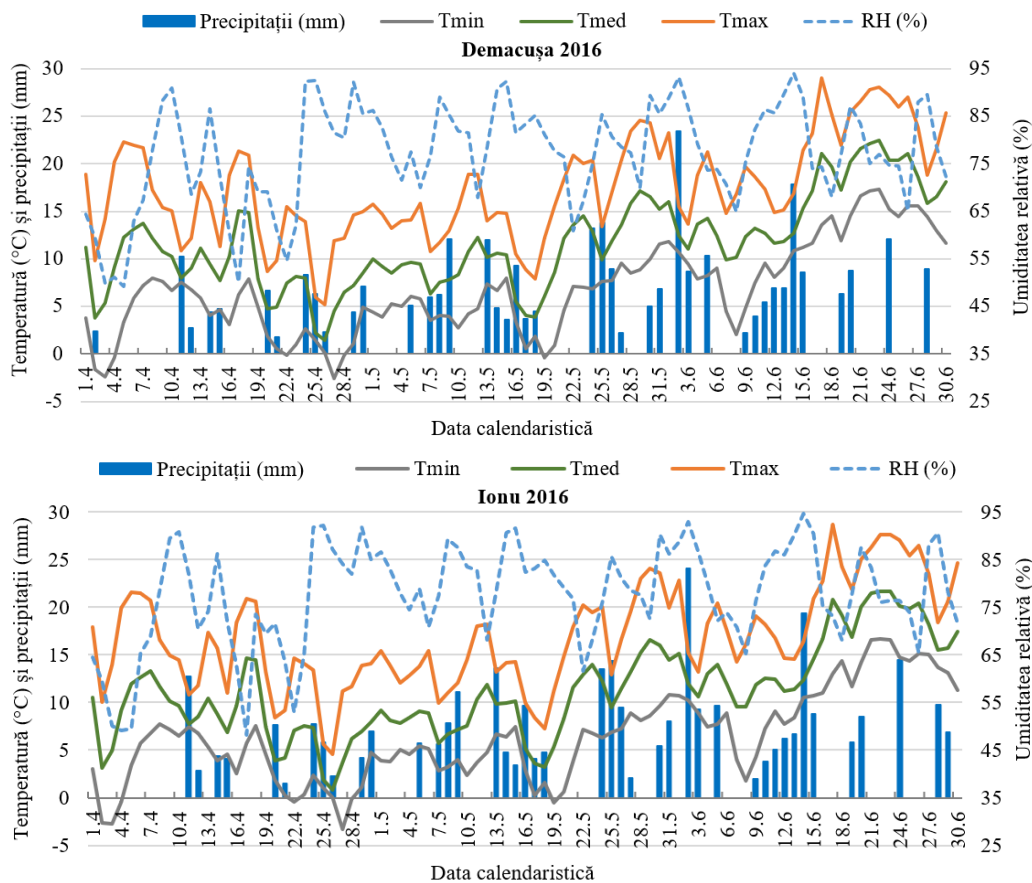 Precipitații (mm) Tmin Tmed Tmax RH (%)
Demacușa 2016
Temperatură (°C) și precipitații (mm)
30
25
20
15
10
5
0
-5
95
85
75
65
55
45
35
25
Umiditatea relativă (%)
1.4 4.4 7.4 10.4 13.4 16.4 19.4 22.4 25.4 28.4 1.5 4.5 7.5 10.5 13.5 16.5 19.5 22.5 25.5 28.5 31.5 3.6 6.6 9.6 12.6 15.6 18.6 21.6 24.6 27.6 30.6
Data calendaristică
Precipitații (mm) Tmin Tmed Tmax RH (%)
Ionu 2016
Temperatură (°C) și precipitații (mm)
30
25
20
15
10
5
0
-5
95
85
75
65
55
45
35
25
Umiditatea relativă (%)
1.4 4.4 7.4 10.4 13.4 16.4 19.4 22.4 25.4 28.4 1.5 4.5 7.5 10.5 13.5 16.5 19.5 22.5 25.5 28.5 31.5 3.6 6.6 9.6 12.6 15.6 18.6 21.6 24.6 27.6 30.6
Data calendaristică